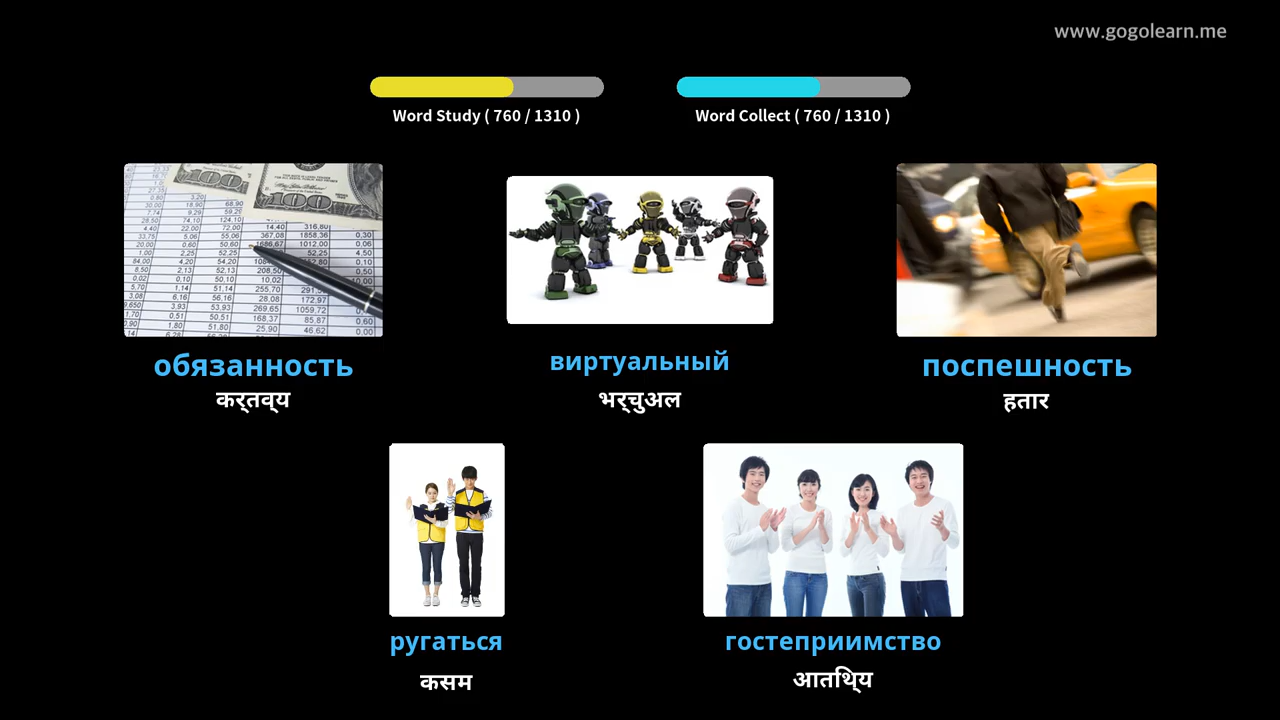 www.gogolearn.me
Word Study ( 760 / 1310 )
Word Collect ( 760 / 1310 )
обязанность
виртуальный
поспешность
कर्तव्य
भर्चुअल
हतार
ругаться
гостеприимство
कसम
आतिथ्य